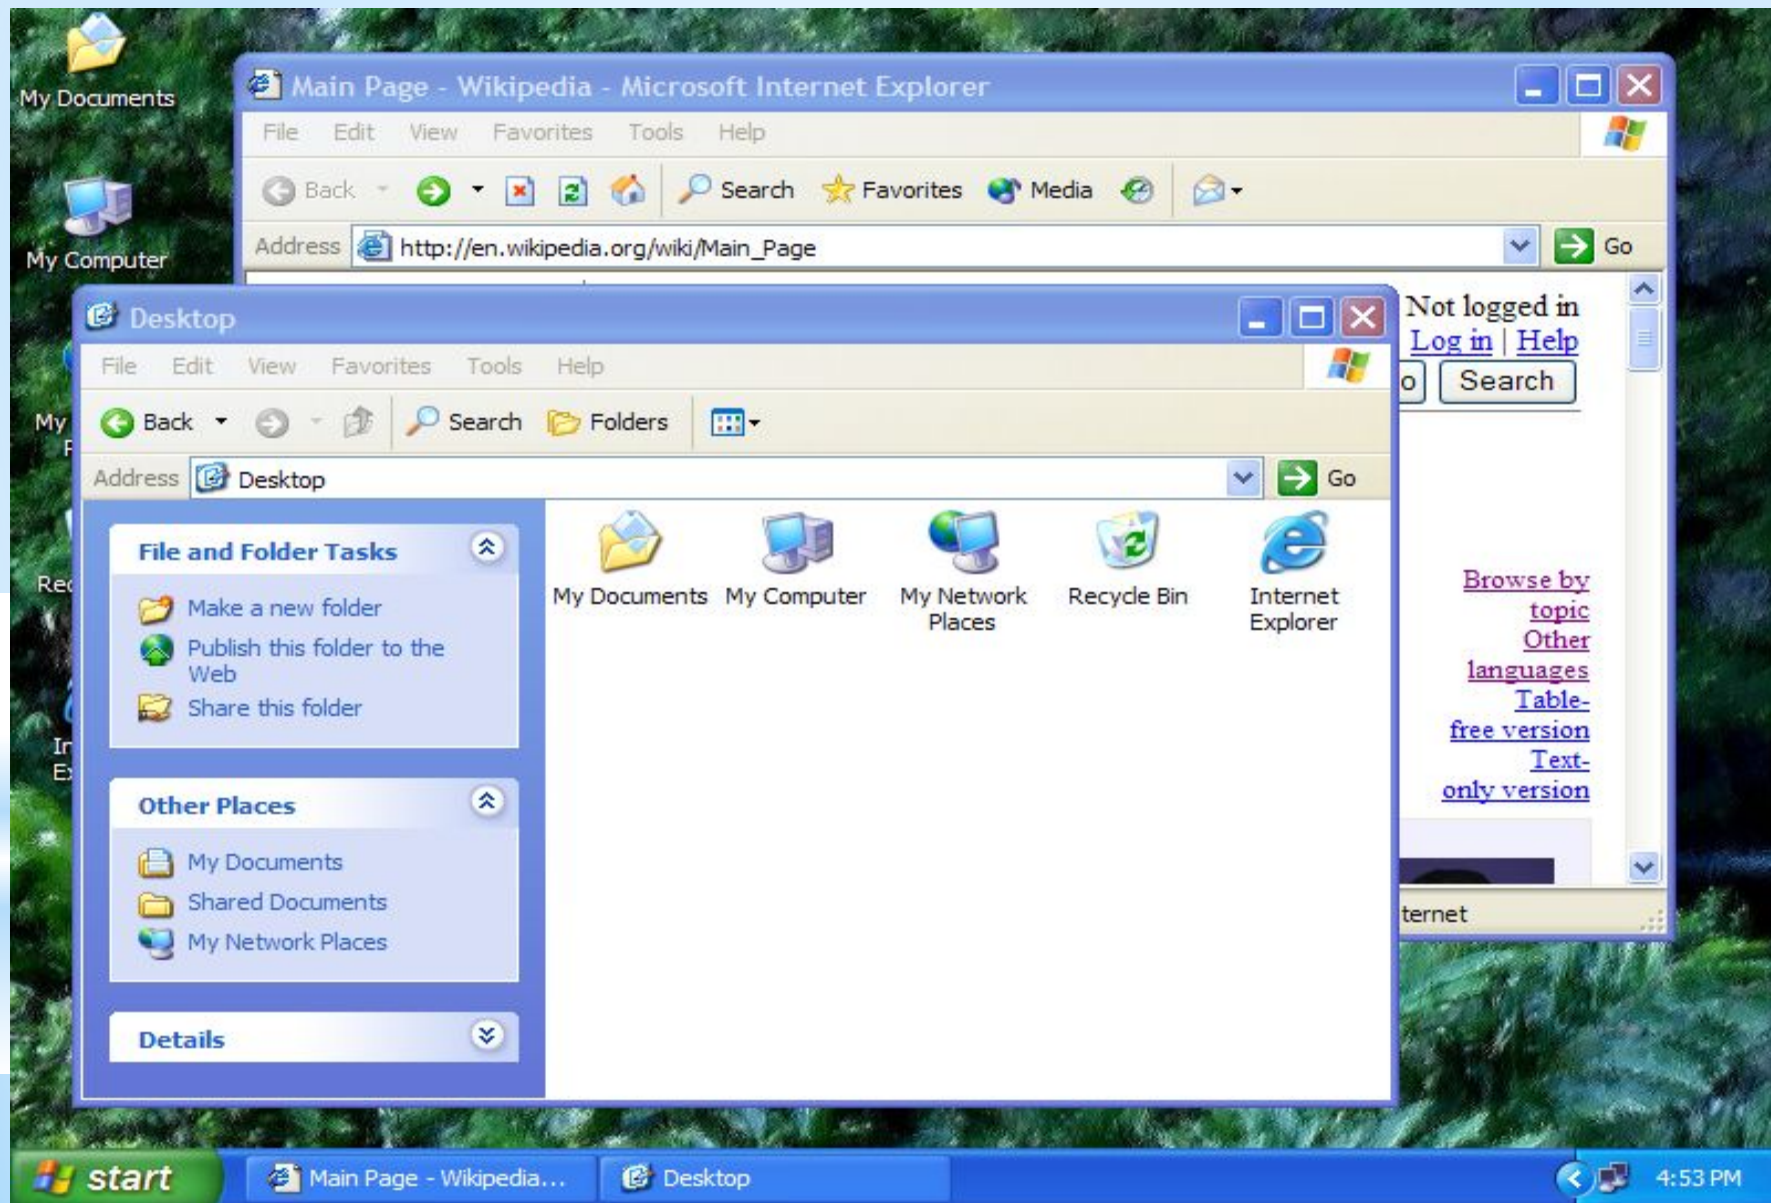 My Documents
My Computer
My
Main Page - Wikipedia - Microsoft Internet Explorer
File Edit View Favorites Tools Help
Back Search Favorites Media
Address http://en.wikipedia.org/wiki/Main_Page Go
Not logged in
Log in | Help
Search
Browse by
topic
Other
languages
Table-
free version
Text-
only version
Desktop
File Edit View Favorites Tools Help
Back Search Folders
Address Desktop Go
File and Folder Tasks
Make a new folder
Publish this folder to the
Web
Share this folder
Other Places
My Documents
Shared Documents
My Network Places
Details
My Documents My Computer My Network Recycle Bin Internet
Places Explorer
start Main Page - Wikipedia... Desktop 4:53 PM